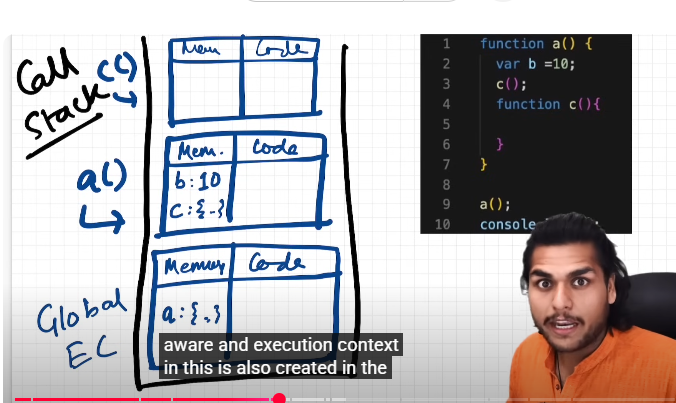 Call
Stack
c()
Mem Code
a()
Mem. Code
b:10
c:{-}
Global
EC
Memory Code
a:{.}
aware and execution context
in this is also created in the
1 function a() {
2 var b =10;
3 c();
4 function c(){
5
6 }
7 }
8
9 a();
10 console